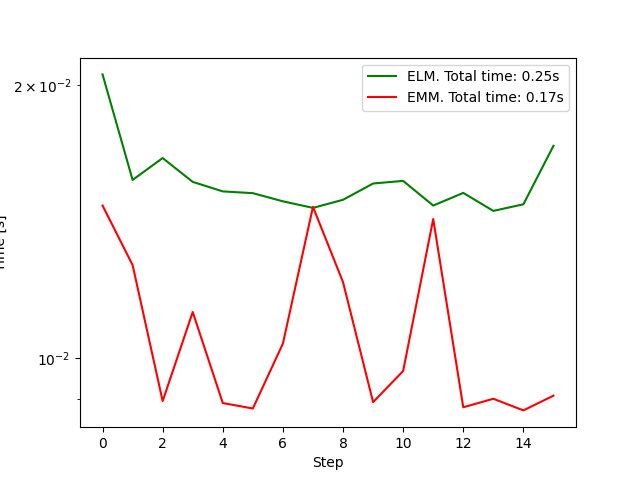 ELM. Total time: 0.25s
EMM. Total time: 0.17s
2 × 10⁻²
10⁻²
Time [s]
0 2 4 6 8 10 12 14
Step